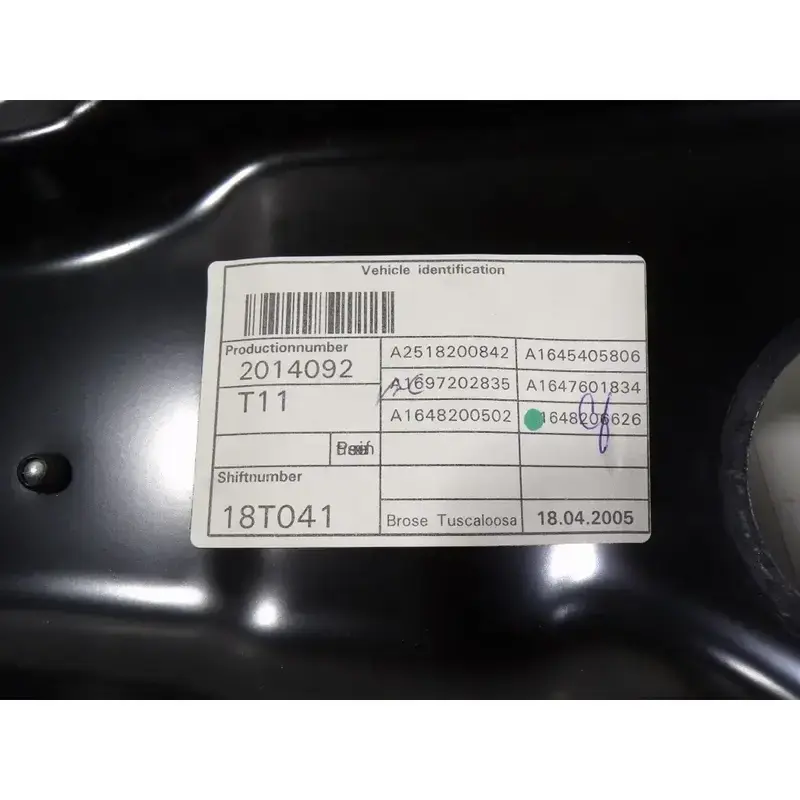 Vehicle identification
Productionnumber
2014092
T11
Shiftnumber
18T041
A2518200842 A1645405806
A1697202835 A1647601834
A1648200502 1648206626
Brose Tuscaloosa 18.04.2005